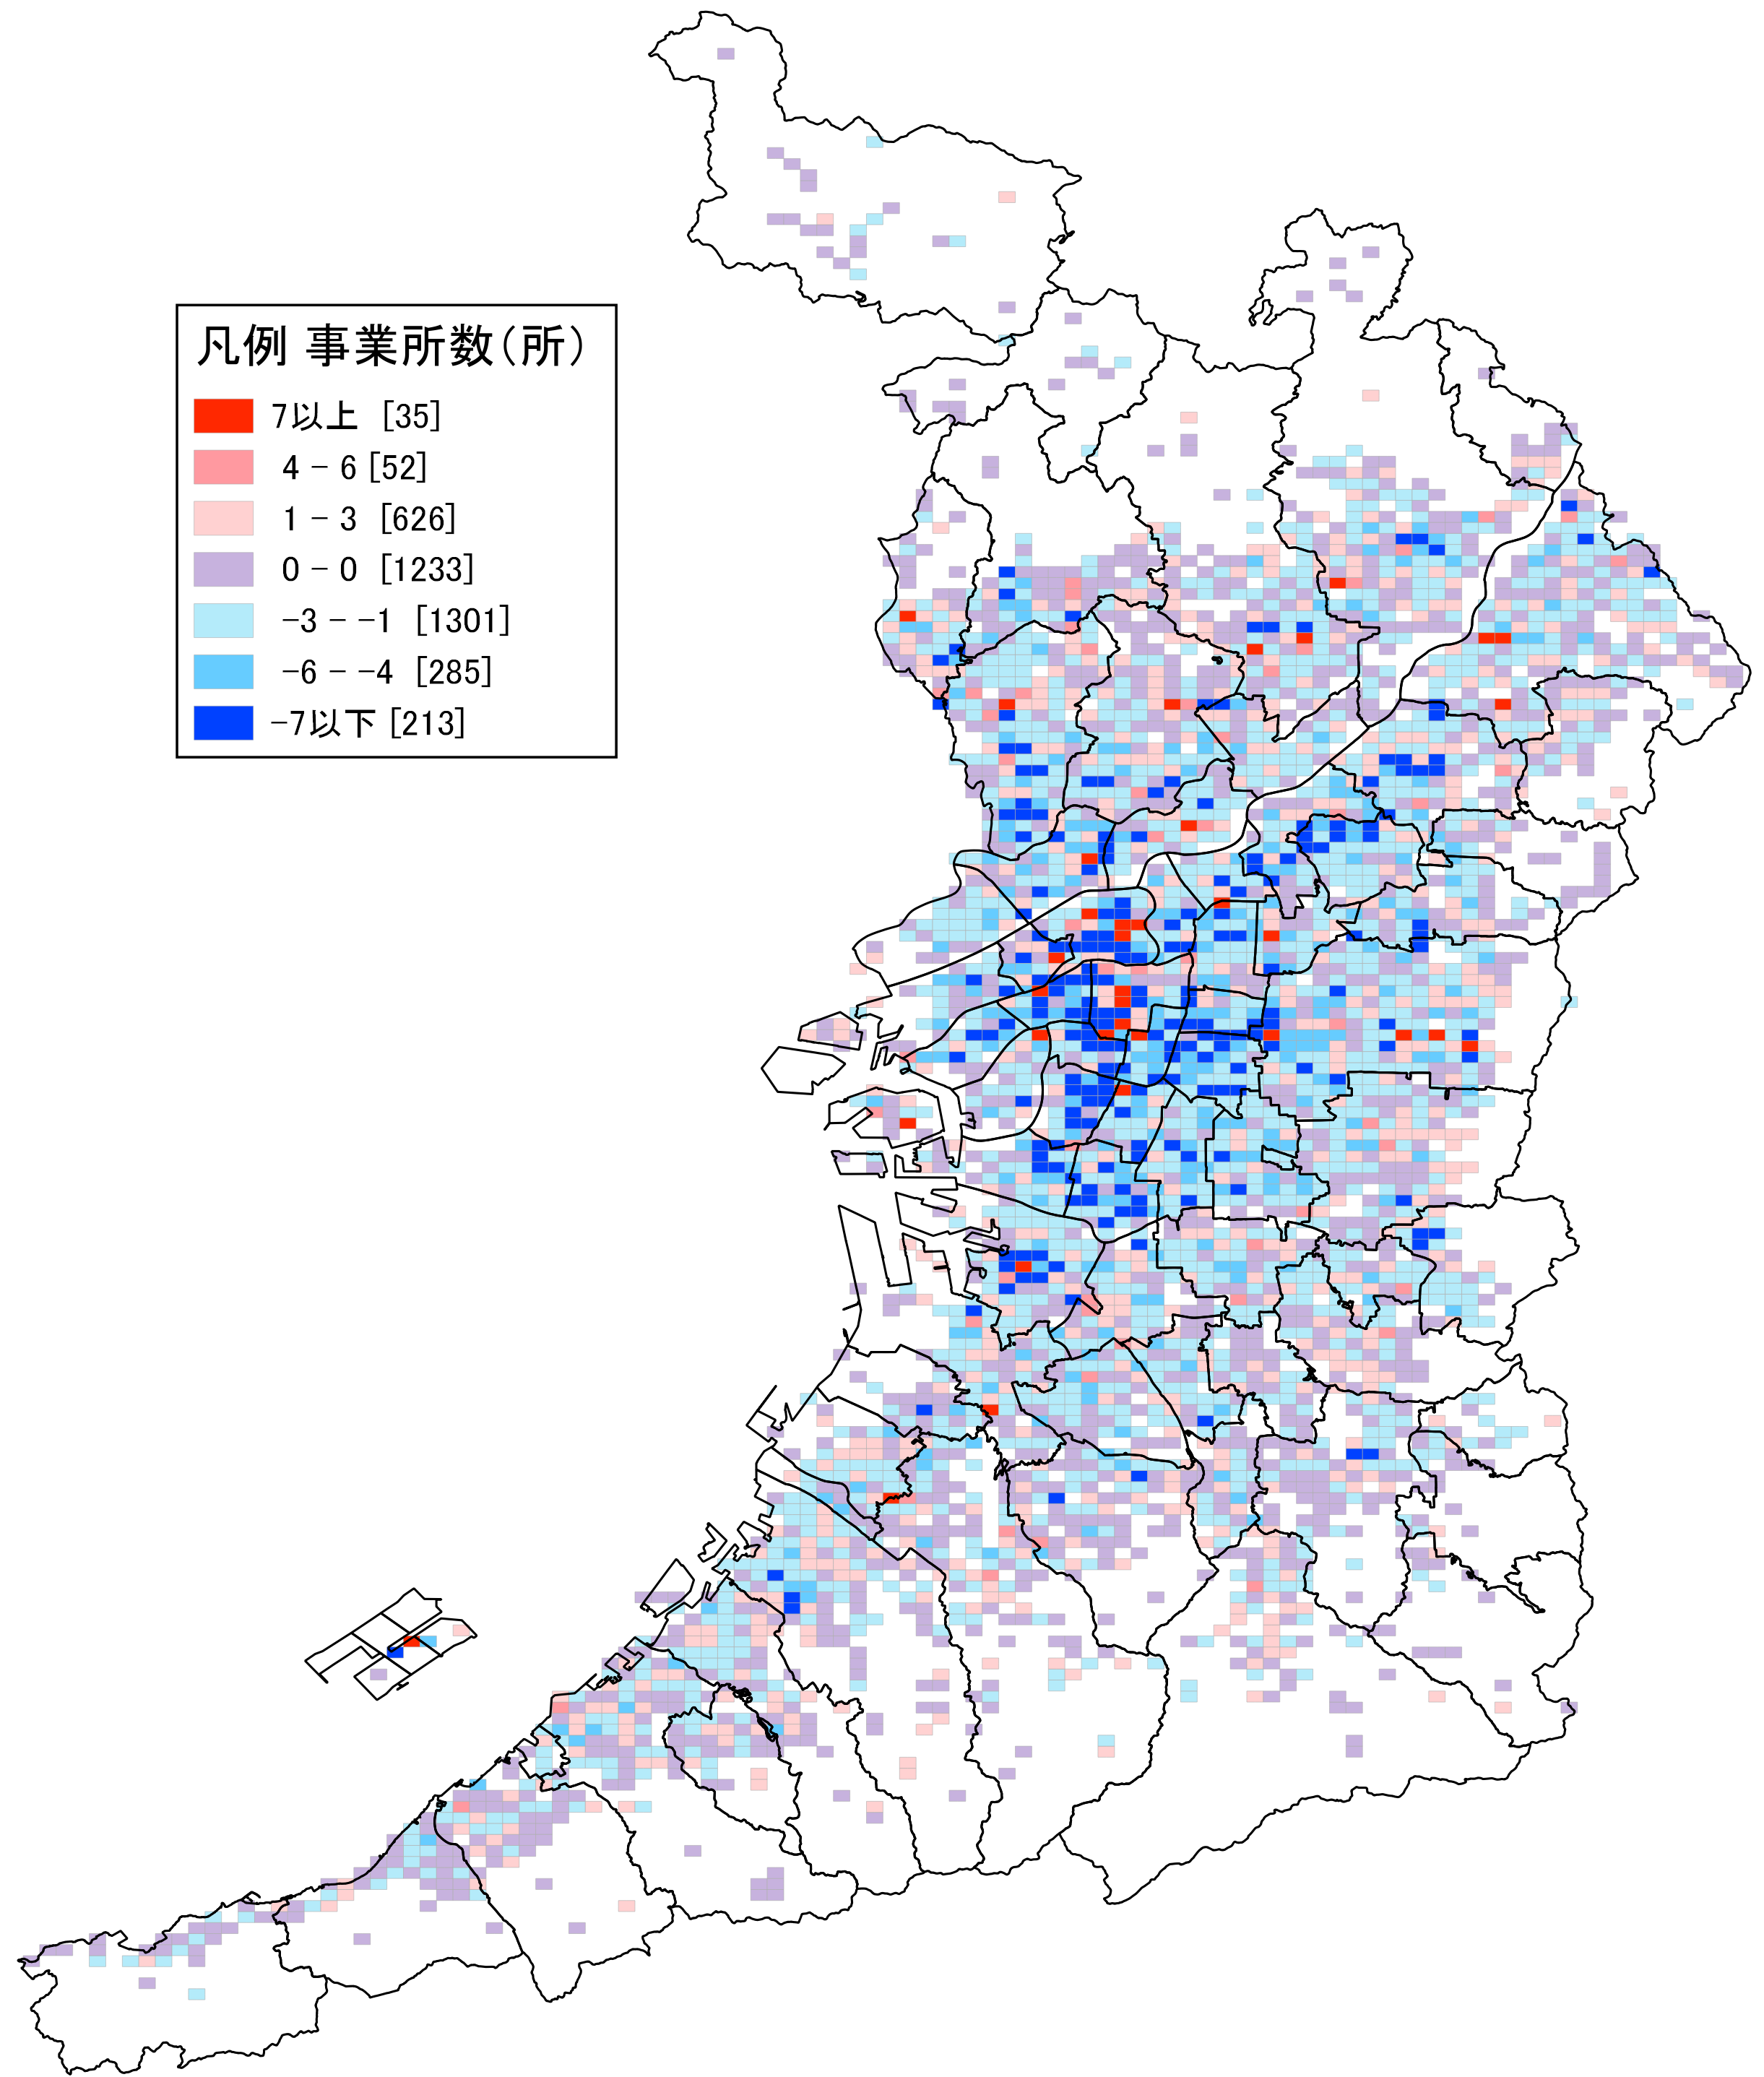 凡例 事業所数(所)
7以上 [35]
4 - 6 [52]
1 - 3 [626]
0 - 0 [1233]
-3 - -1 [1301]
-6 - -4 [285]
-7以下 [213]